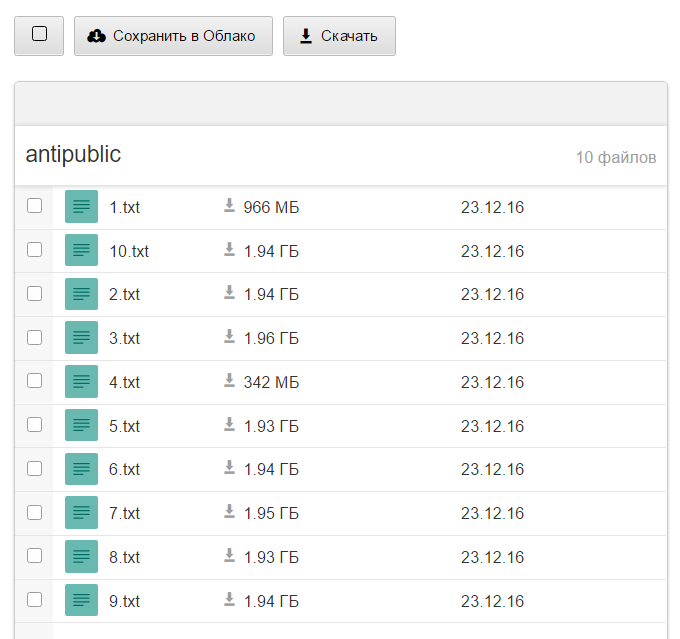 Сохранить в Облако Скачать
antipublic 10 файлов
1.txt 966 МБ 23.12.16
10.txt 1.94 ГБ 23.12.16
2.txt 1.94 ГБ 23.12.16
3.txt 1.96 ГБ 23.12.16
4.txt 342 МБ 23.12.16
5.txt 1.93 ГБ 23.12.16
6.txt 1.94 ГБ 23.12.16
7.txt 1.95 ГБ 23.12.16
8.txt 1.93 ГБ 23.12.16
9.txt 1.94 ГБ 23.12.16